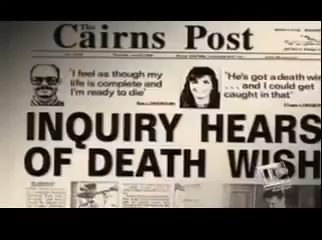 The
Cairns Post
"I feel as though my
life is complete and
I'm ready to die"
"He's got a death wis
... and I could get
caught in that"
INQUIRY HEARS
OF DEATH WISH